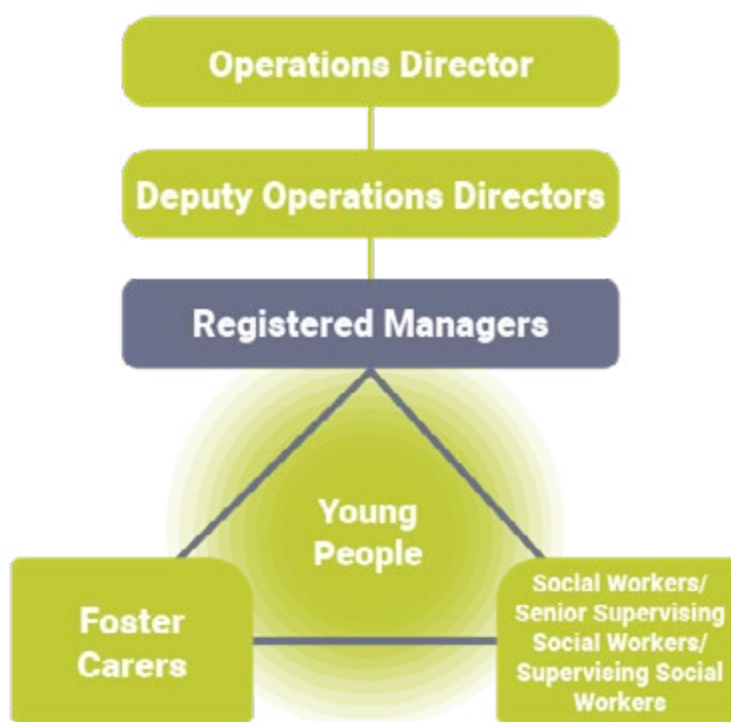 Operations Director
Deputy Operations Directors
Registered Managers
Young
People
Foster
Carers
Social Workers/
Senior Supervising
Social Workers/
Supervising Social
Workers